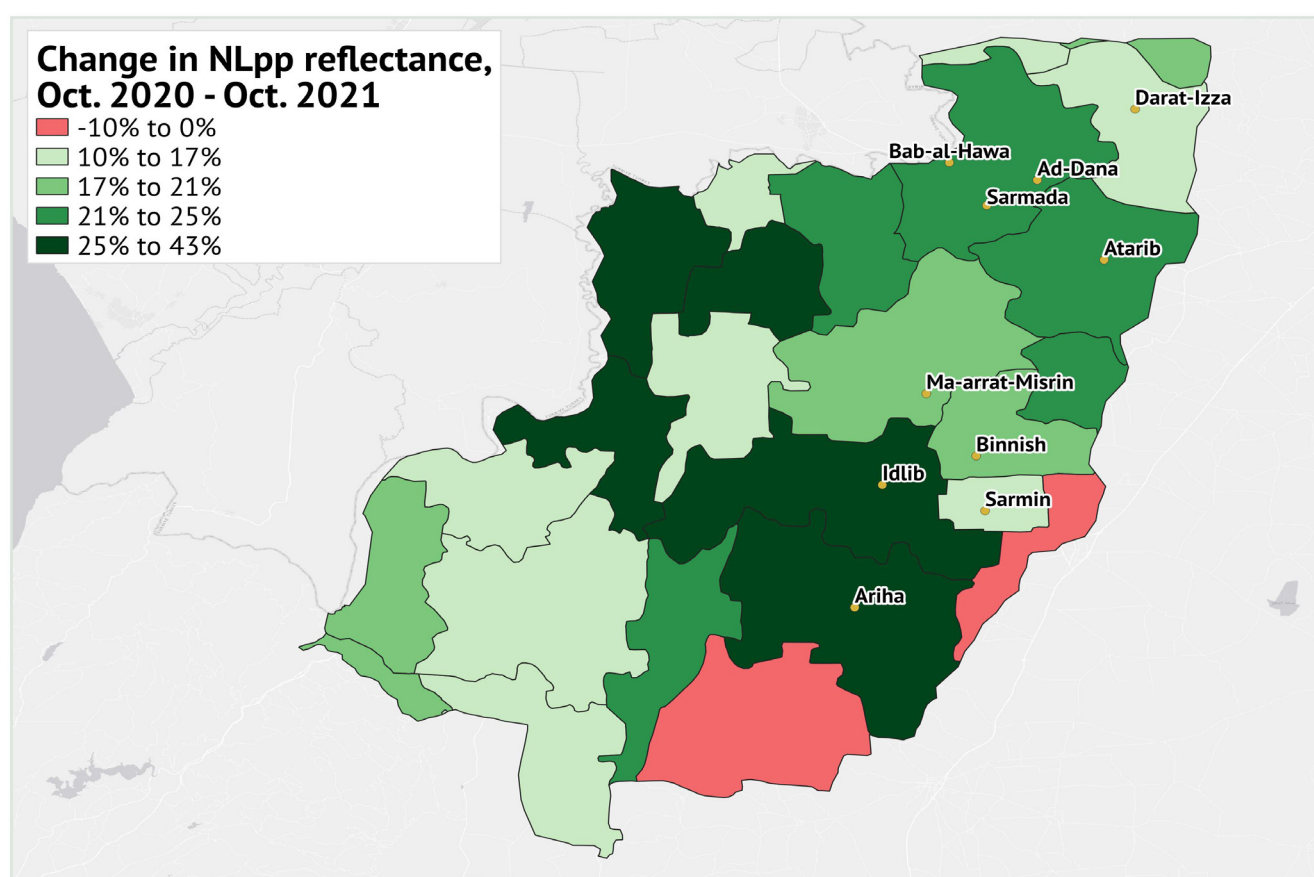 Change in NLpp reflectance,
Oct. 2020 - Oct. 2021
-10% to 0%
10% to 17%
17% to 21%
21% to 25%
25% to 43%
Darat-Izza
Bab-al-Hawa
Ad-Dana
Sarmada
Atarib
Ma-arrat-Misrin
Binnish
Idlib
Sarmin
Ariha